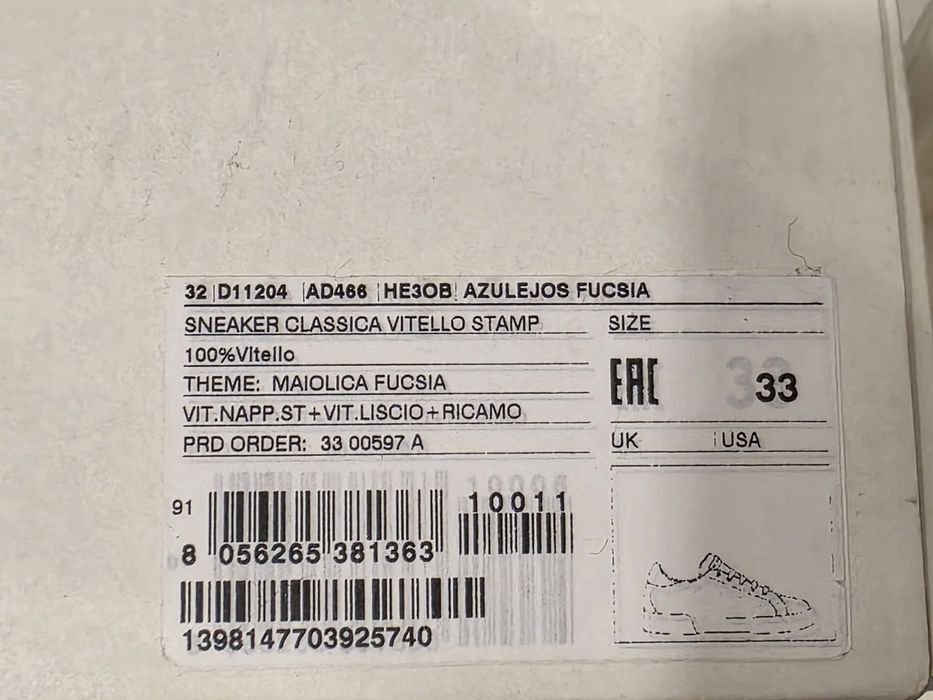 32 D11204 AD466 HE3OB AZULEJOS FUCSIA
SNEAKER CLASSICA VITELLO STAMP
SIZE
100%Vitello
THEME: MAIOLICA FUCSIA
EAC 33
VIT.NAPP.ST+VIT.LISCIO+RICAMO
PRD ORDER: 33 00597 A
UK USA
91
10011
8 056265 381363
1398147703925740